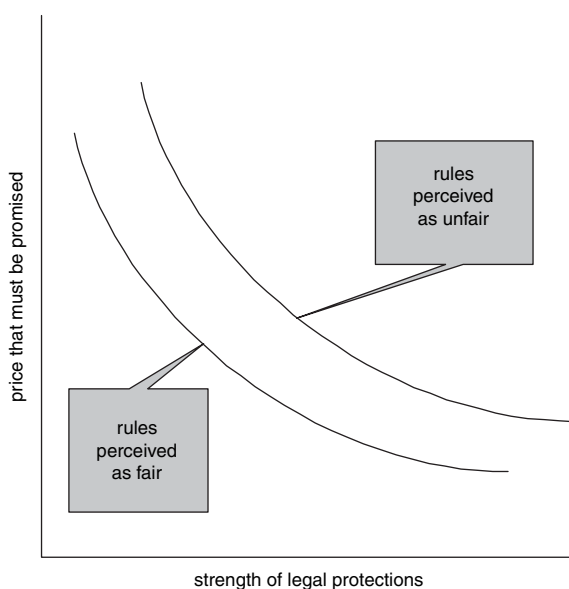 price that must be promised
rules
perceived
as unfair
rules
perceived
as fair
strength of legal protections